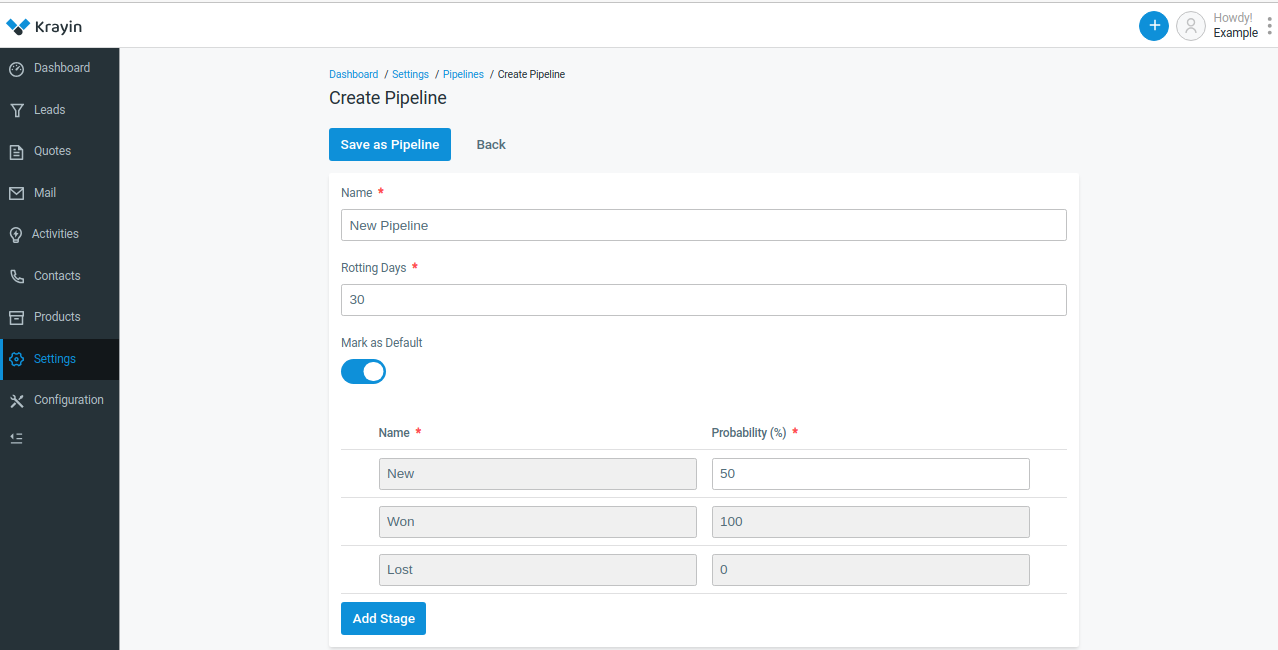 Krayin
+
Howdy!
Example
Dashboard
Leads
Quotes
Mail
Activities
Contacts
Products
Settings
Configuration
Dashboard / Settings / Pipelines / Create Pipeline
Create Pipeline
Save as Pipeline Back
Name *
New Pipeline
Rotting Days *
30
Mark as Default
Name * Probability (%) *
New 50
Won 100
Lost 0
Add Stage